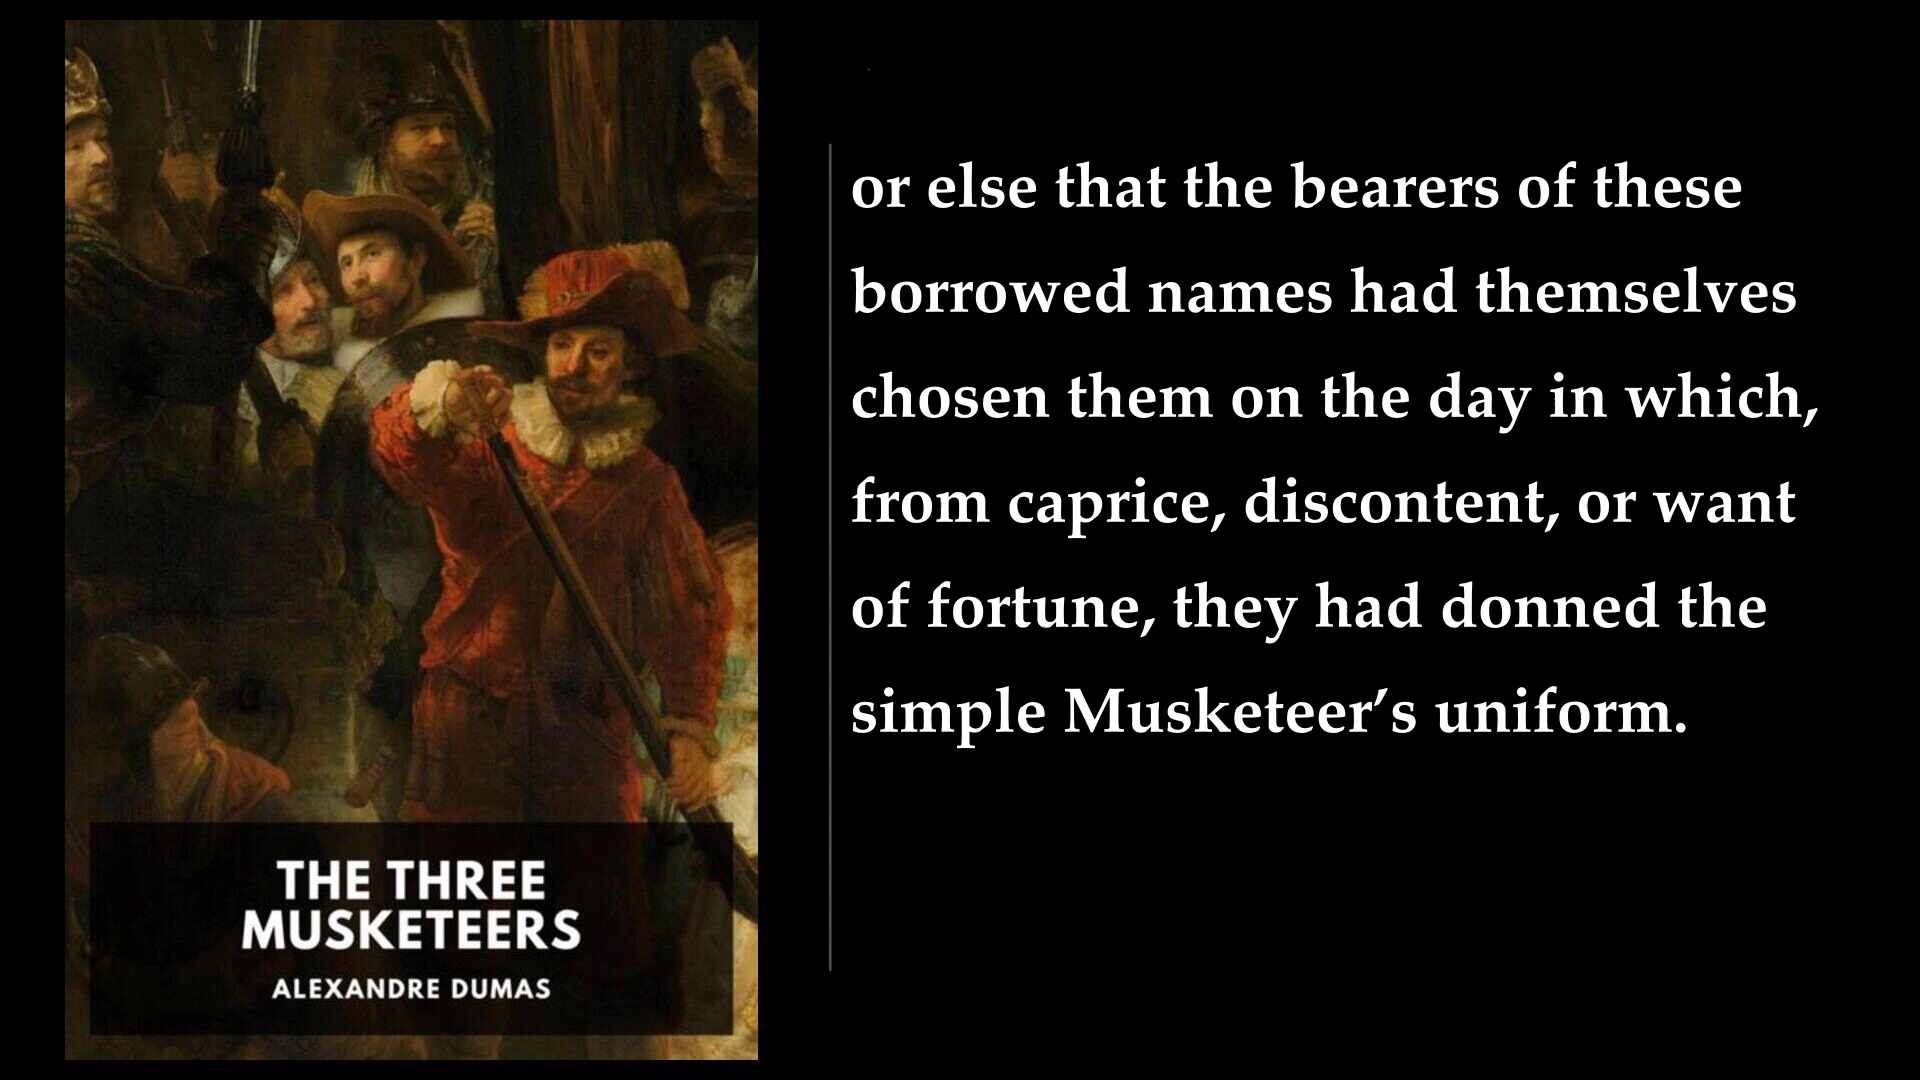 or else that the bearers of these
borrowed names had themselves
chosen them on the day in which,
from caprice, discontent, or want
of fortune, they had donned the
simple Musketeer’s uniform.
THE THREE
MUSKETEERS
ALEXANDRE DUMAS